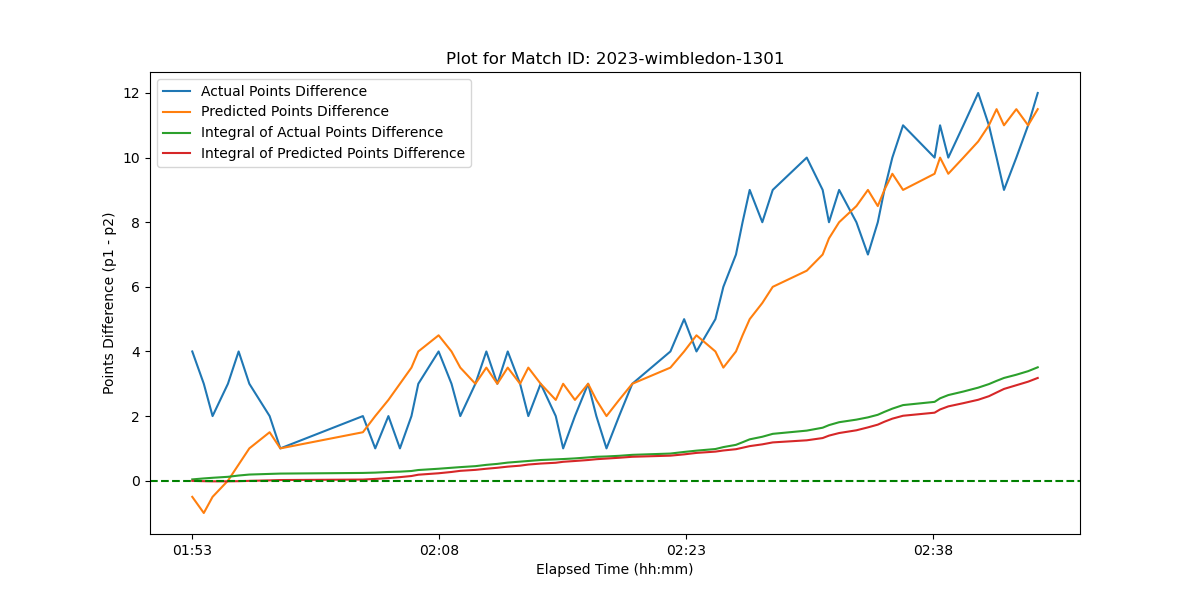 Plot for Match ID: 2023-wimbledon-1301
Actual Points Difference
Predicted Points Difference
Integral of Actual Points Difference
Integral of Predicted Points Difference
Points Difference (p1 - p2)
12
10
8
6
4
2
0
01:53 02:08 02:23 02:38
Elapsed Time (hh:mm)